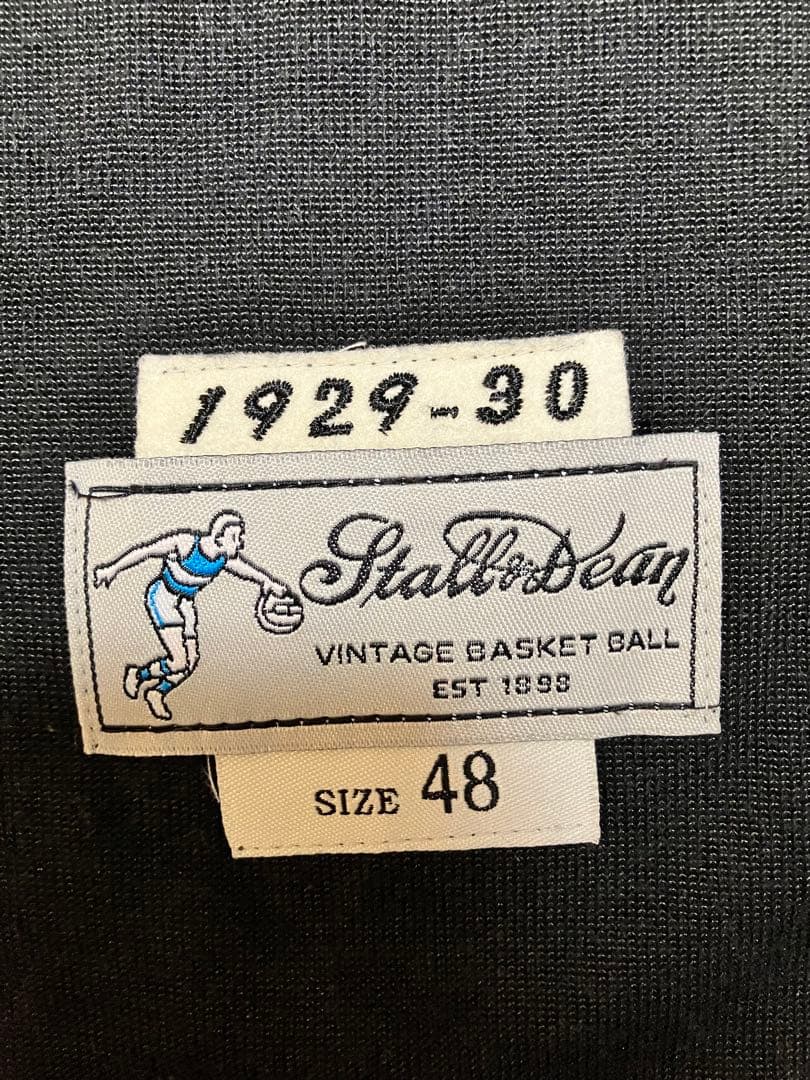 1929-30
Stall & Dean
VINTAGE BASKET BALL
EST 1898
SIZE 48